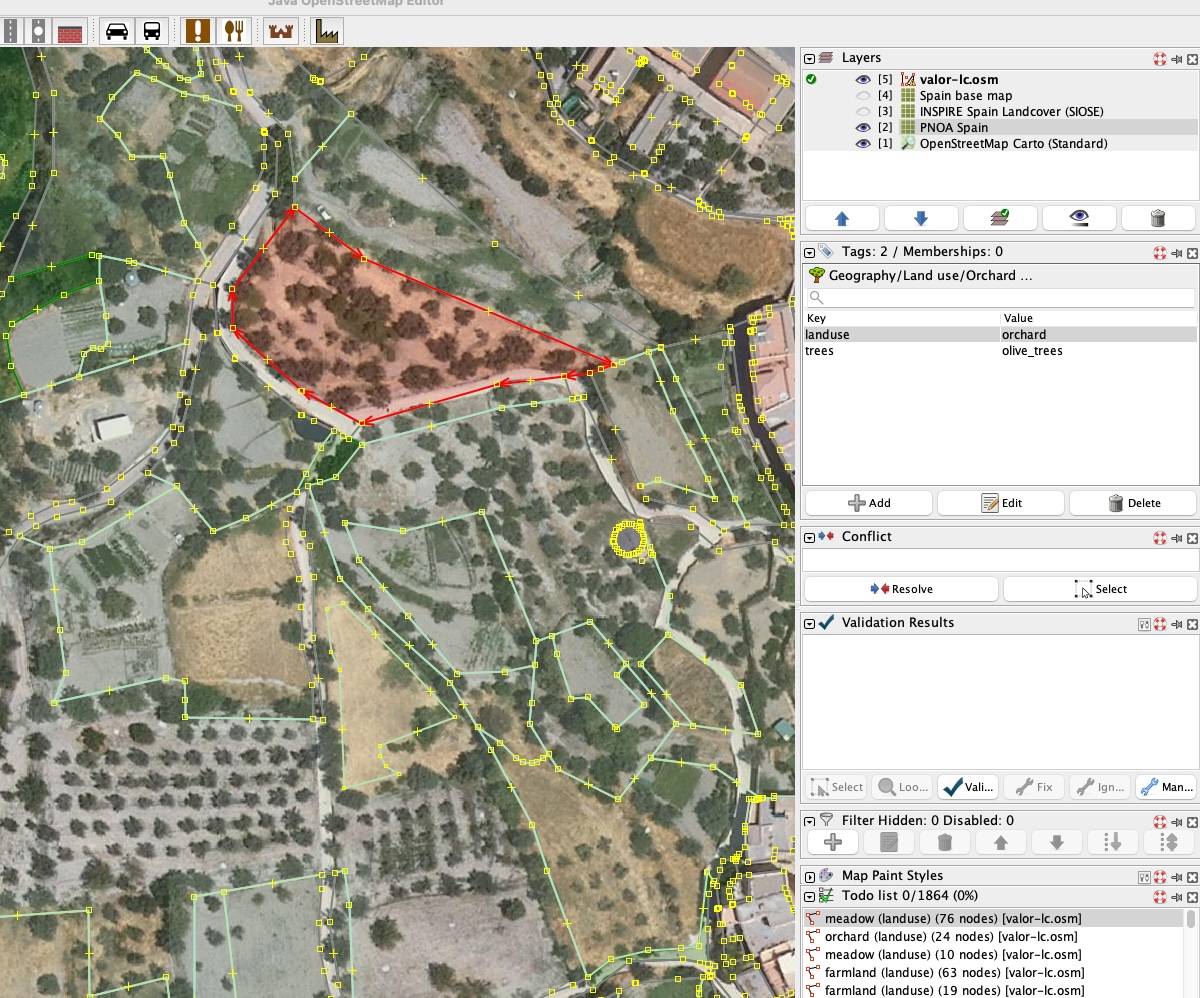 Java OpenStreetMap Editor
Layers
[5] valor-lc.osm
[4] Spain base map
[3] INSPIRE Spain Landcover (SIOSE)
[2] PNOA Spain
[1] OpenStreetMap Carto (Standard)
Tags: 2 / Memberships: 0
Geography/Land use/Orchard ...
Key Value
landuse orchard
trees olive_trees
Add Edit Delete
Conflict
Resolve Select
Validation Results
Select Loo... Vali... Fix Ign... Man...
Filter Hidden: 0 Disabled: 0
Map Paint Styles
Todo list 0/1864 (0%)
meadow (landuse) (76 nodes) [valor-lc.osm]
orchard (landuse) (24 nodes) [valor-lc.osm]
meadow (landuse) (10 nodes) [valor-lc.osm]
farmland (landuse) (63 nodes) [valor-lc.osm]
farmland (landuse) (19 nodes) [valor-lc.osm]